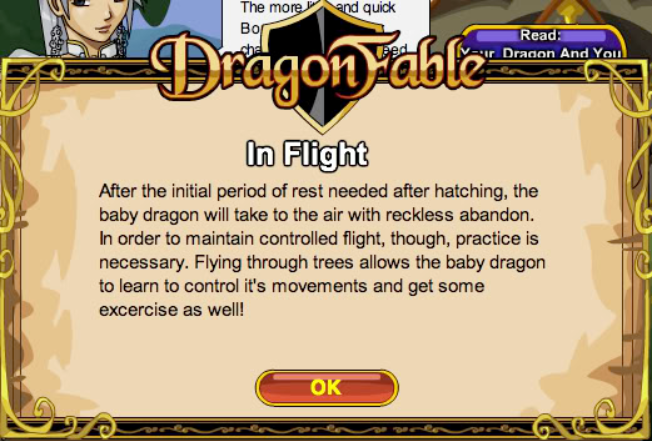 The more li and quick
Bo
cha eed
Read:
Your Dragon And You
DragonFable
In Flight
After the initial period of rest needed after hatching, the
baby dragon will take to the air with reckless abandon.
In order to maintain controlled flight, though, practice is
necessary. Flying through trees allows the baby dragon
to learn to control it's movements and get some
excercise as well!
OK